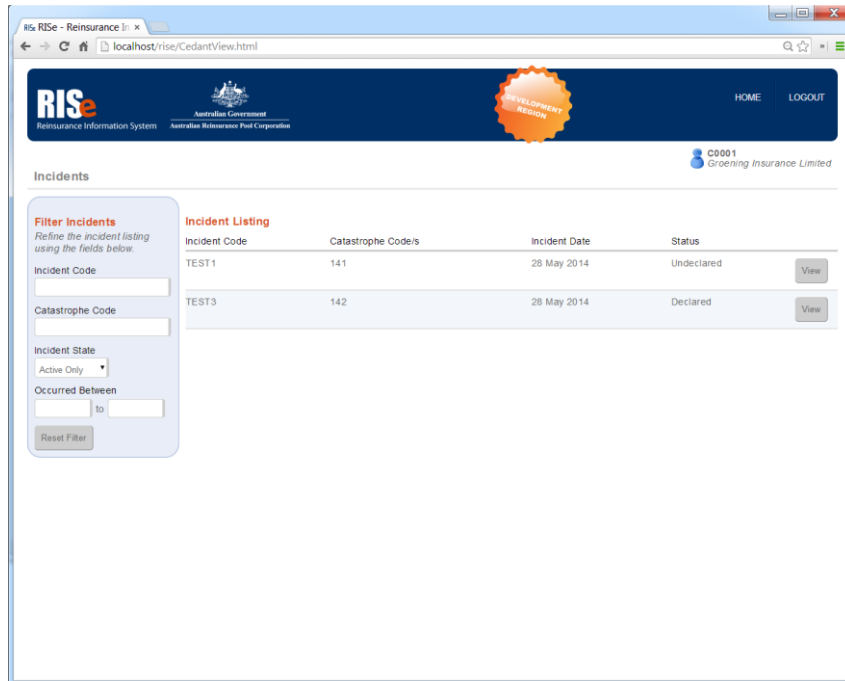 RISe RISe - Reinsurance In ×
localhost/rise/CedantView.html
RISe
Reinsurance Information System
Australian Government
Australian Reinsurance Pool Corporation
DEVELOPMENT
REGION
HOME LOGOUT
C0001
Groening Insurance Limited
Incidents
Filter Incidents
Refine the incident listing
using the fields below.
Incident Code
Catastrophe Code
Incident State
Active Only
Occurred Between
to
Reset Filter
Incident Listing
Incident Code Catastrophe Code/s Incident Date Status
TEST1 141 28 May 2014 Undeclared View
TEST3 142 28 May 2014 Declared View